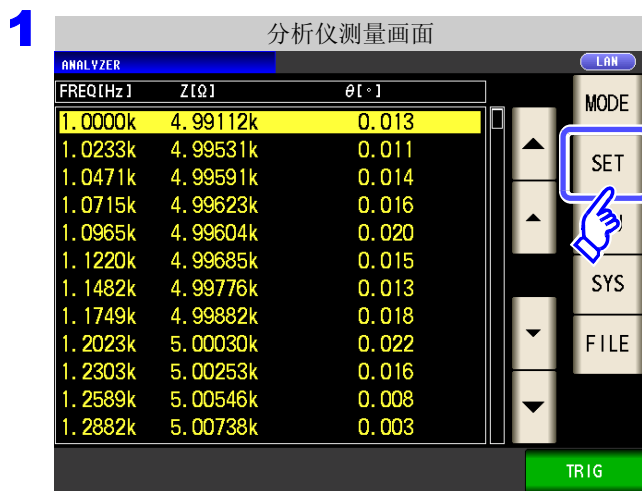 1
分析仪测量画面
ANALYZER
LAN
FREQ[Hz] Z[Ω] θ[°]
MODE
1.0000k 4.99112k 0.013
1.0233k 4.99531k 0.011
SET
1.0471k 4.99591k 0.014
1.0715k 4.99623k 0.016
1.0965k 4.99604k 0.020
1.1220k 4.99685k 0.015
1.1482k 4.99776k 0.013
SYS
1.1749k 4.99882k 0.018
1.2023k 5.00030k 0.022
FILE
1.2303k 5.00253k 0.016
1.2589k 5.00546k 0.008
1.2882k 5.00738k 0.003
TRIG